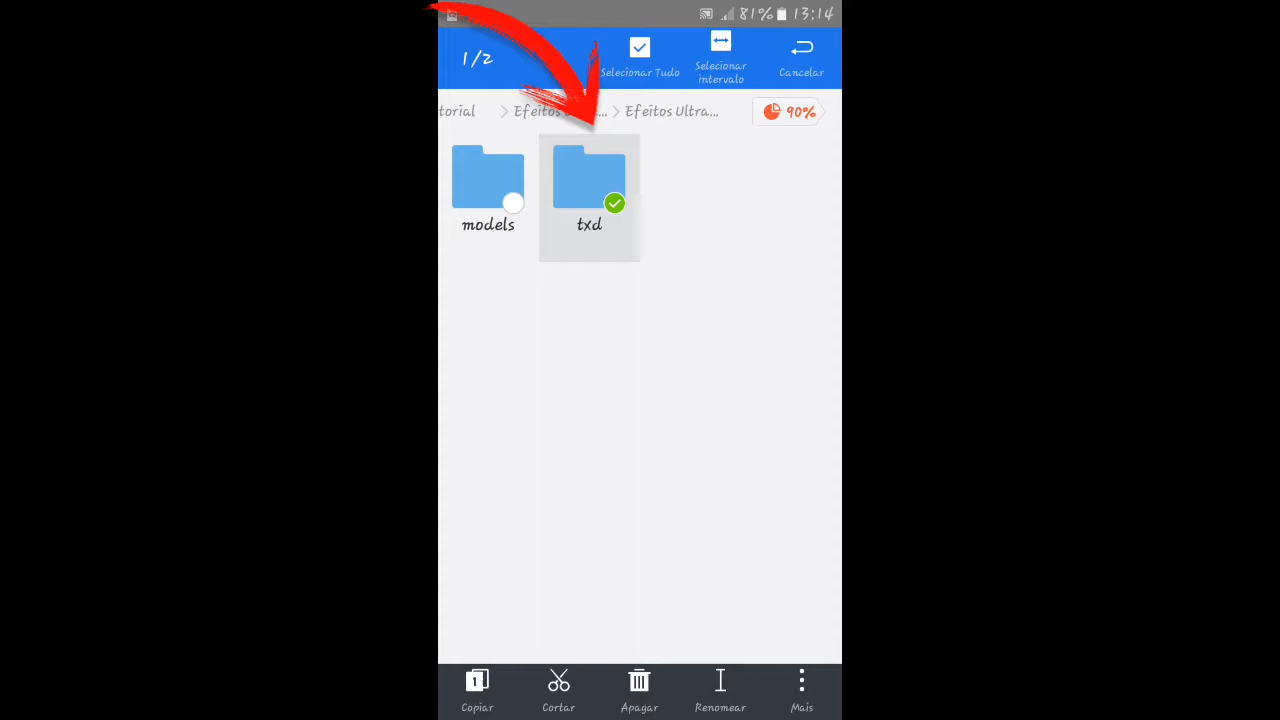 81% 13:14
1/2
Selecionar Tudo
Selecionar intervalo
Cancelar
torial
Efeitos Ultra...
90%
models
txd
1
Copiar
Cortar
Apagar
Renomear
Mais